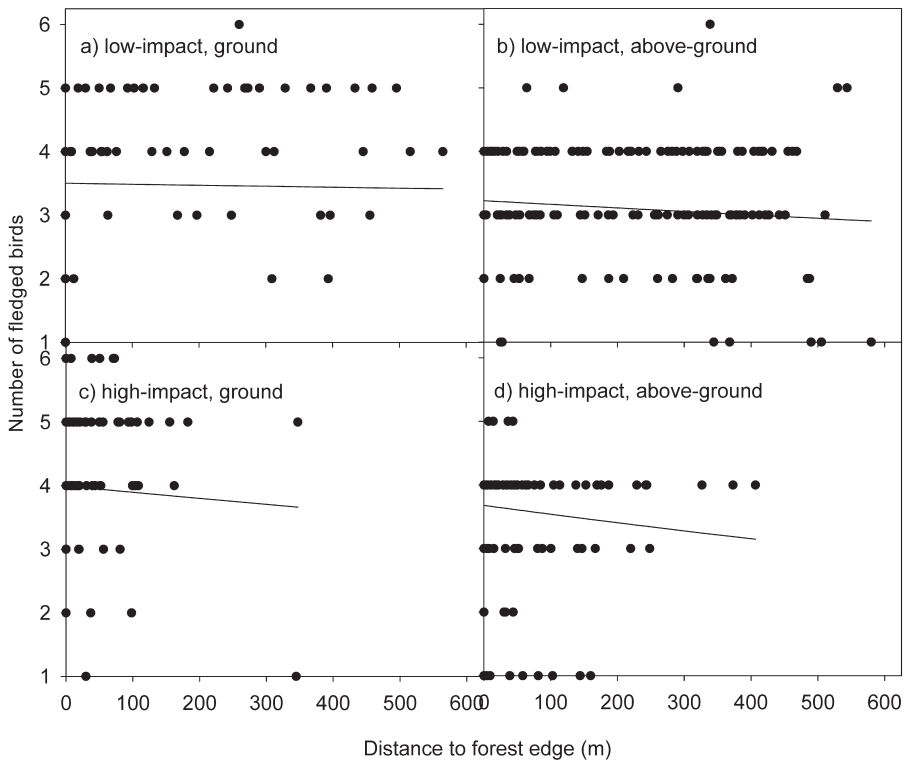 6
a) low-impact, ground
b) low-impact, above-ground
5
4
3
2
1
Number of fledged birds
6
c) high-impact, ground
d) high-impact, above-ground
5
4
3
2
1
0 100 200 300 400 500 600 0 100 200 300 400 500 600
Distance to forest edge (m)